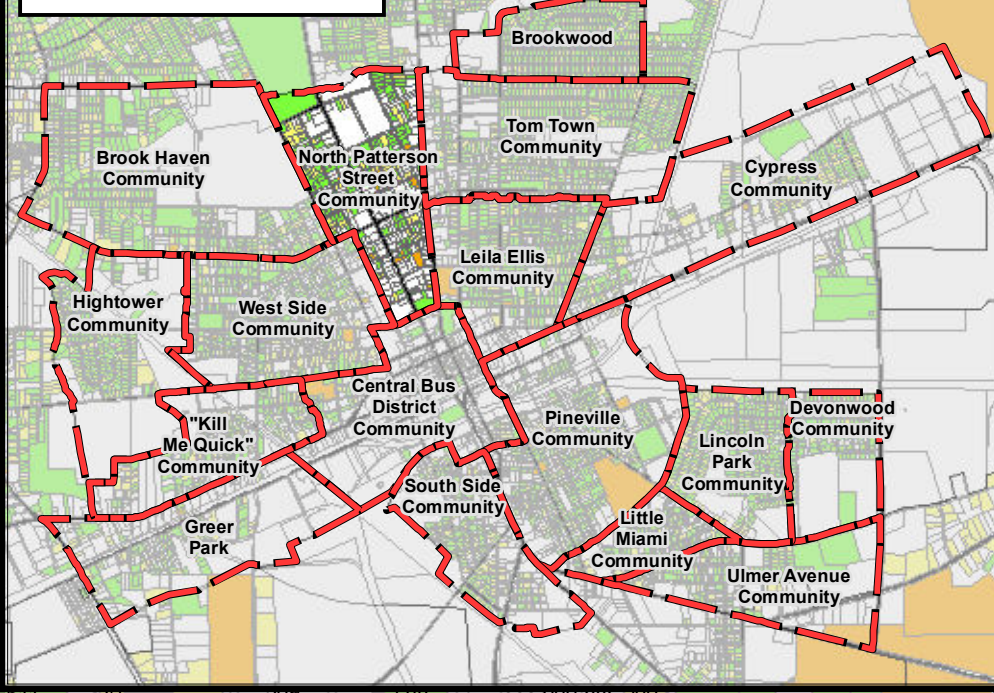 Brookwood
Tom Town
Community
Brook Haven
Community
North Patterson
Street
Community
Cypress
Community
Leila Ellis
Community
Hightower
Community
West Side
Community
Central Bus
District
Community
"Kill
Me Quick"
Community
Pineville
Community
Devonwood
Community
Lincoln
Park
Community
South Side
Community
Greer
Park
Little
Miami
Community
Ulmer Avenue
Community